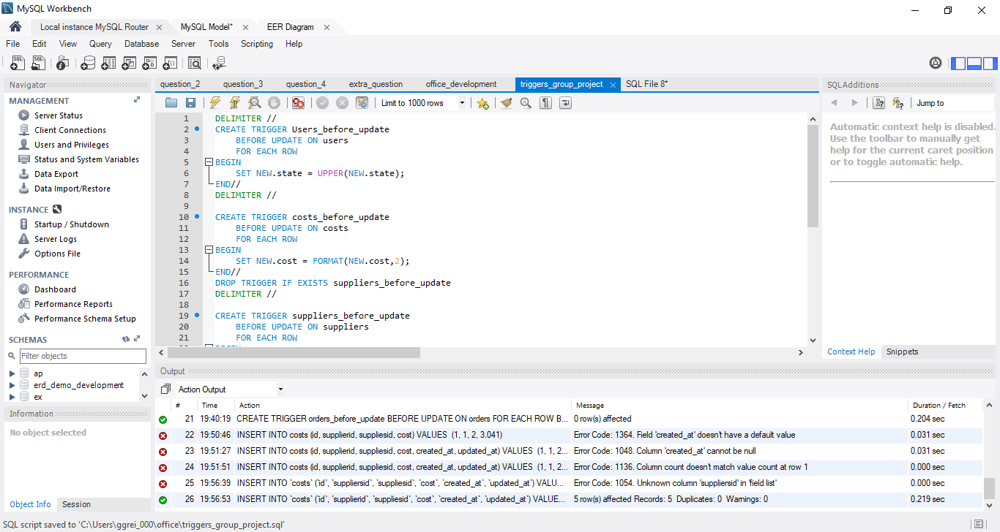 MySQL Workbench
Local instance MySQL Router MySQL Model* EER Diagram
File Edit View Query Database Server Tools Scripting Help
Navigator
MANAGEMENT
Server Status
Client Connections
Users and Privileges
Status and System Variables
Data Export
Data Import/Restore
INSTANCE
Startup / Shutdown
Server Logs
Options File
PERFORMANCE
Dashboard
Performance Reports
Performance Schema Setup
SCHEMAS
Filter objects
ap
erd_demo_development
ex
Information
No object selected
Object Info Session
question_2 question_3 question_4 extra_question office_development triggers_group_project SQL File 8*
Limit to 1000 rows
1 DELIMITER //
2 CREATE TRIGGER Users_before_update
3 BEFORE UPDATE ON users
4 FOR EACH ROW
5 BEGIN
6 SET NEW.state = UPPER(NEW.state);
7 END//
8 DELIMITER //
9
10 CREATE TRIGGER costs_before_update
11 BEFORE UPDATE ON costs
12 FOR EACH ROW
13 BEGIN
14 SET NEW.cost = FORMAT(NEW.cost,2);
15 END//
16 DROP TRIGGER IF EXISTS suppliers_before_update
17 DELIMITER //
18
19 CREATE TRIGGER suppliers_before_update
20 BEFORE UPDATE ON suppliers
21 FOR EACH ROW
SQLAdditions
Jump to
Automatic context help is disabled.
Use the toolbar to manually get
help for the current caret position
or to toggle automatic help.
Context Help Snippets
Output
Action Output
# Time Action Message Duration / Fetch
21 19:40:19 CREATE TRIGGER orders_before_update BEFORE UPDATE ON orders FOR EACH ROW B... 0 row(s) affected 0.204 sec
22 19:50:46 INSERT INTO costs (id, supplierid, suppliesid, cost) VALUES (1, 1, 2, 3.041) Error Code: 1364. Field 'created_at' doesn't have a default value 0.031 sec
23 19:51:27 INSERT INTO costs (id, supplierid, suppliesid, cost, created_at, updated_at) VALUES (1, 1, 2... Error Code: 1048. Column 'created_at' cannot be null 0.031 sec
24 19:51:51 INSERT INTO costs (id, supplierid, suppliesid, cost, created_at, updated_at) VALUES (1, 1, 2... Error Code: 1136. Column count doesn't match value count at row 1 0.000 sec
25 19:56:39 INSERT INTO `costs` (`id`, `suppliersid`, `suppliesid`, `cost`, `created_at`, `updated_at`) VALU... Error Code: 1054. Unknown column 'suppliersid' in 'field list' 0.000 sec
26 19:56:53 INSERT INTO `costs` (`id`, `supplierid`, `suppliesid`, `cost`, `created_at`, `updated_at`) VALUE... 5 row(s) affected Records: 5 Duplicates: 0 Warnings: 0 0.219 sec
SQL script saved to 'C:\Users\ggrei_000\office\triggers_group_project.sql'